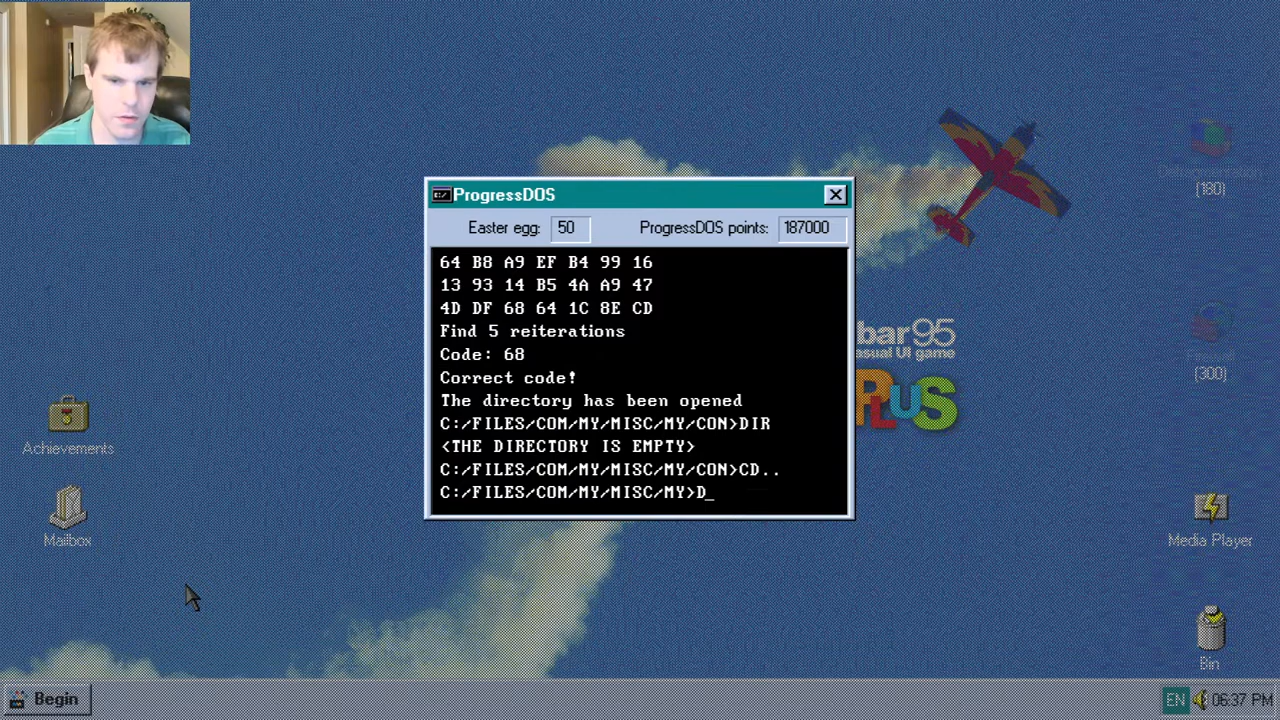 ProgressDOS
Easter egg: 50 ProgressDOS points: 187000
64 B8 A9 EF B4 99 16
13 93 14 B5 4A A9 47
4D DF 68 64 1C 8E CD
Find 5 reiterations
Code: 68
Correct code!
The directory has been opened
C:/FILES/COM/MY/MISC/MY/CON>DIR
<THE DIRECTORY IS EMPTY>
C:/FILES/COM/MY/MISC/MY/CON>CD..
C:/FILES/COM/MY/MISC/MY>D_
(180)
bar95
asual UI game
PLUS
(300)
Achievements
Mailbox
Media Player
Bin
Begin
EN 06:37 PM